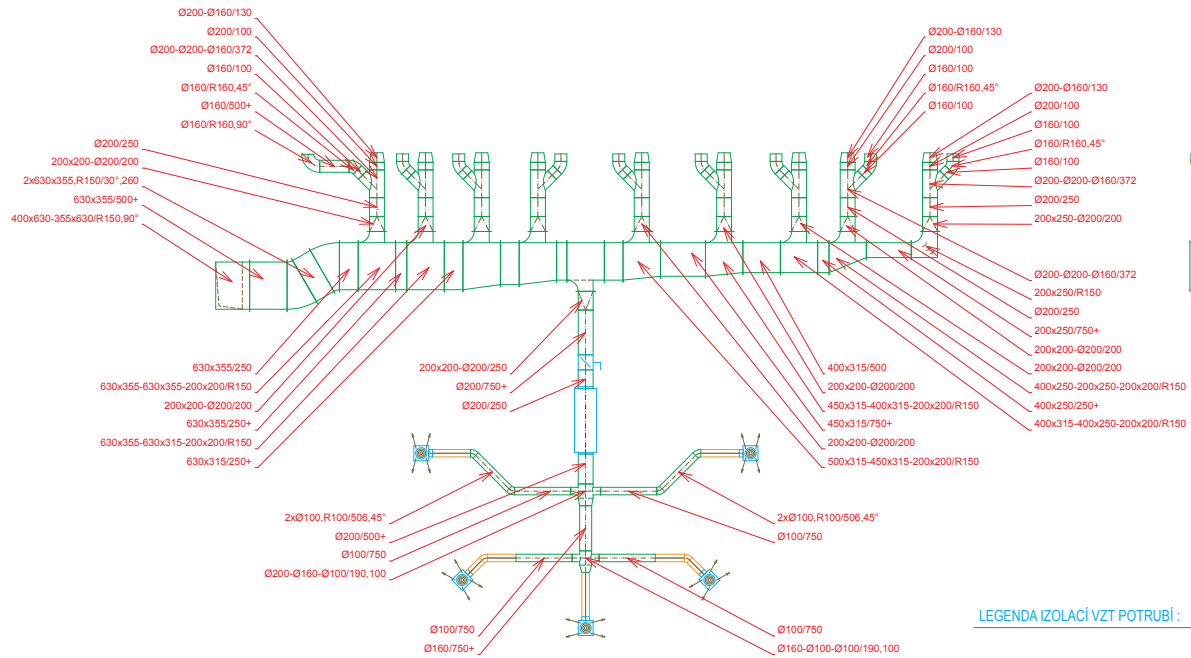 Ø200-Ø160/130
Ø200/100
Ø200-Ø200-Ø160/372
Ø160/100
Ø160/R160,45°
Ø160/500+
Ø160/R160,90°
Ø200/250
200x200-Ø200/200
2x630x355,R150/30°,260
630x355/500+
400x630-355x630/R150,90°
Ø200-Ø160/130
Ø200/100
Ø160/100
Ø160/R160,45°
Ø160/100
Ø200-Ø160/130
Ø200/100
Ø160/100
Ø160/R160,45°
Ø160/100
Ø200-Ø200-Ø160/372
Ø200/250
200x250-Ø200/200
Ø200-Ø200-Ø160/372
200x250/R150
Ø200/250
200x250/750+
200x200-Ø200/200
200x200-Ø200/200
400x250-200x250-200x200/R150
400x250/250+
400x315-400x250-200x200/R150
630x355/250
630x355-630x355-200x200/R150
200x200-Ø200/200
630x355/250+
630x355-630x315-200x200/R150
630x315/250+
200x200-Ø200/250
Ø200/750+
Ø200/250
400x315/500
200x200-Ø200/200
450x315-400x315-200x200/R150
450x315/750+
200x200-Ø200/200
500x315-450x315-200x200/R150
2xØ100,R100/506,45°
Ø200/500+
Ø100/750
Ø200-Ø160-Ø100/190,100
2xØ100,R100/506,45°
Ø100/750
Ø100/750
Ø160/750+
Ø100/750
Ø160-Ø100-Ø100/190,100
LEGENDA IZOLACÍ VZT POTRUBÍ :